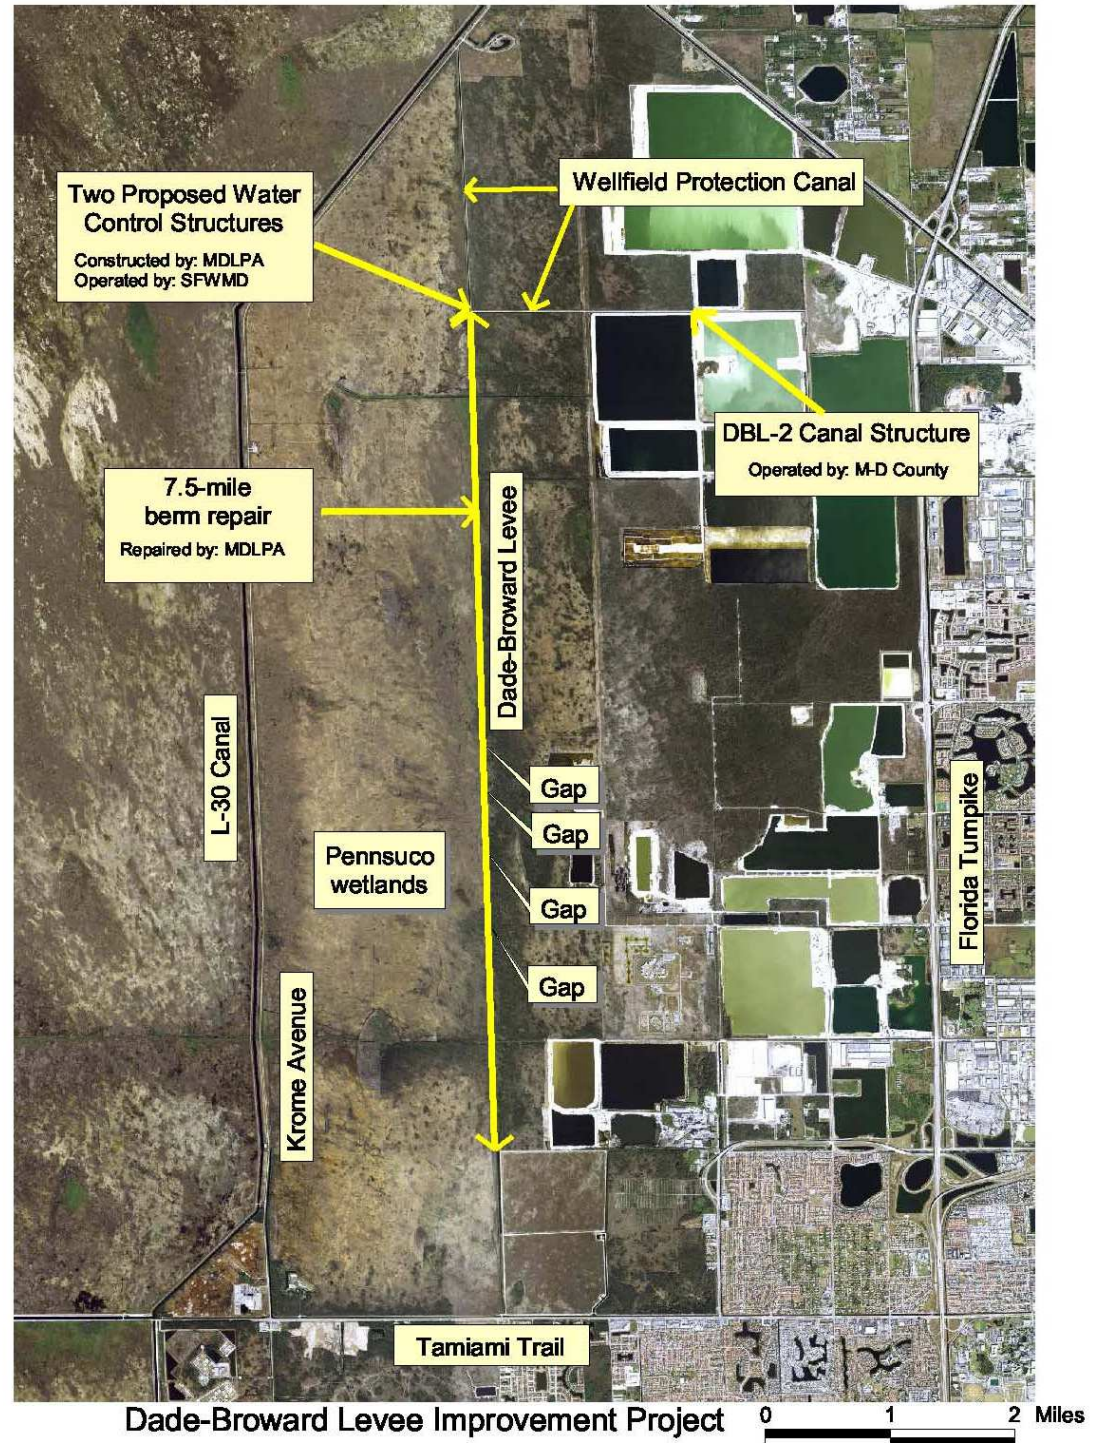 Two Proposed Water
Control Structures
Constructed by: MDLPA
Operated by: SFWMD
Wellfield Protection Canal
DBL-2 Canal Structure
Operated by: M-D County
7.5-mile
berm repair
Repaired by: MDLPA
Dade-Broward Levee
L-30 Canal
Gap
Gap
Gap
Gap
Pennsuco
wetlands
Florida Turnpike
Krome Avenue
Tamiami Trail
Dade-Broward Levee Improvement Project
0 1 2 Miles